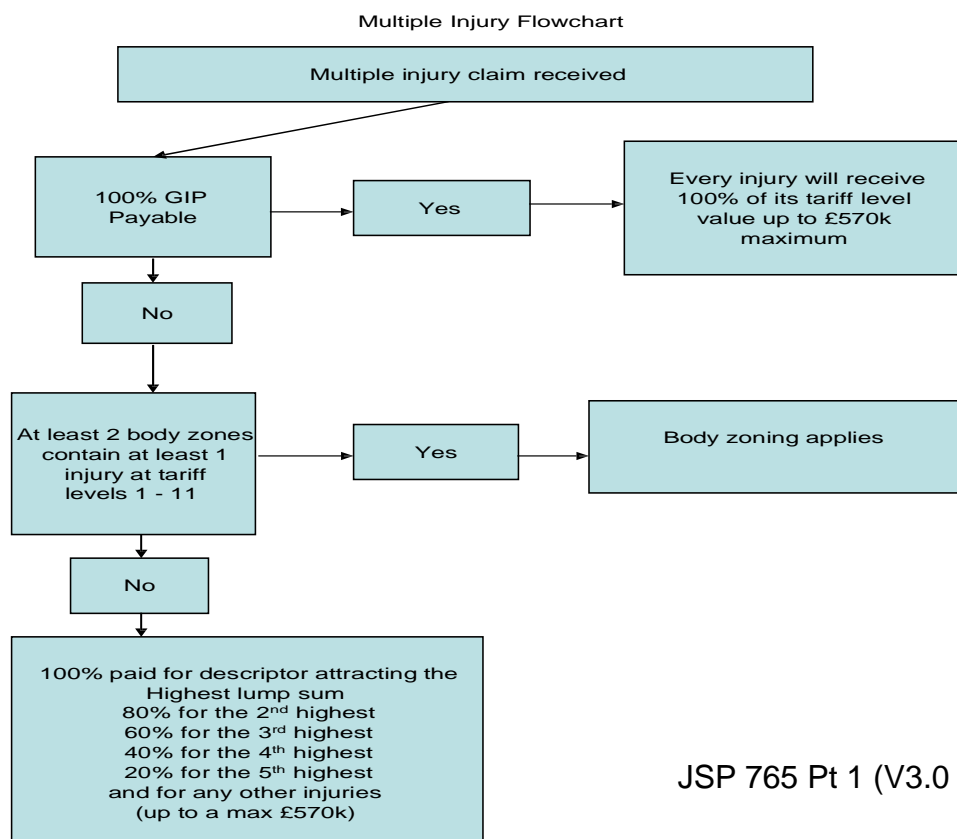 Multiple Injury Flowchart
Multiple injury claim received
100% GIP
Payable
Yes
Every injury will receive
100% of its tariff level
value up to £570k
maximum
No
At least 2 body zones
contain at least 1
injury at tariff
levels 1 - 11
Yes
Body zoning applies
No
100% paid for descriptor attracting the
Highest lump sum
80% for the 2nd highest
60% for the 3rd highest
40% for the 4th highest
20% for the 5th highest
and for any other injuries
(up to a max £570k)
JSP 765 Pt 1 (V3.0